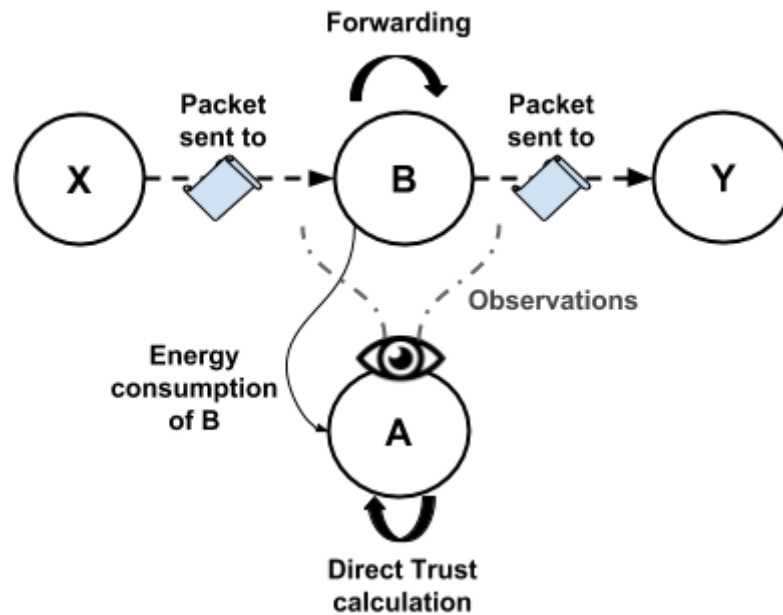 Forwarding
Packet
sent to
Packet
sent to
X
B
Y
Observations
Energy
consumption
of B
A
Direct Trust
calculation